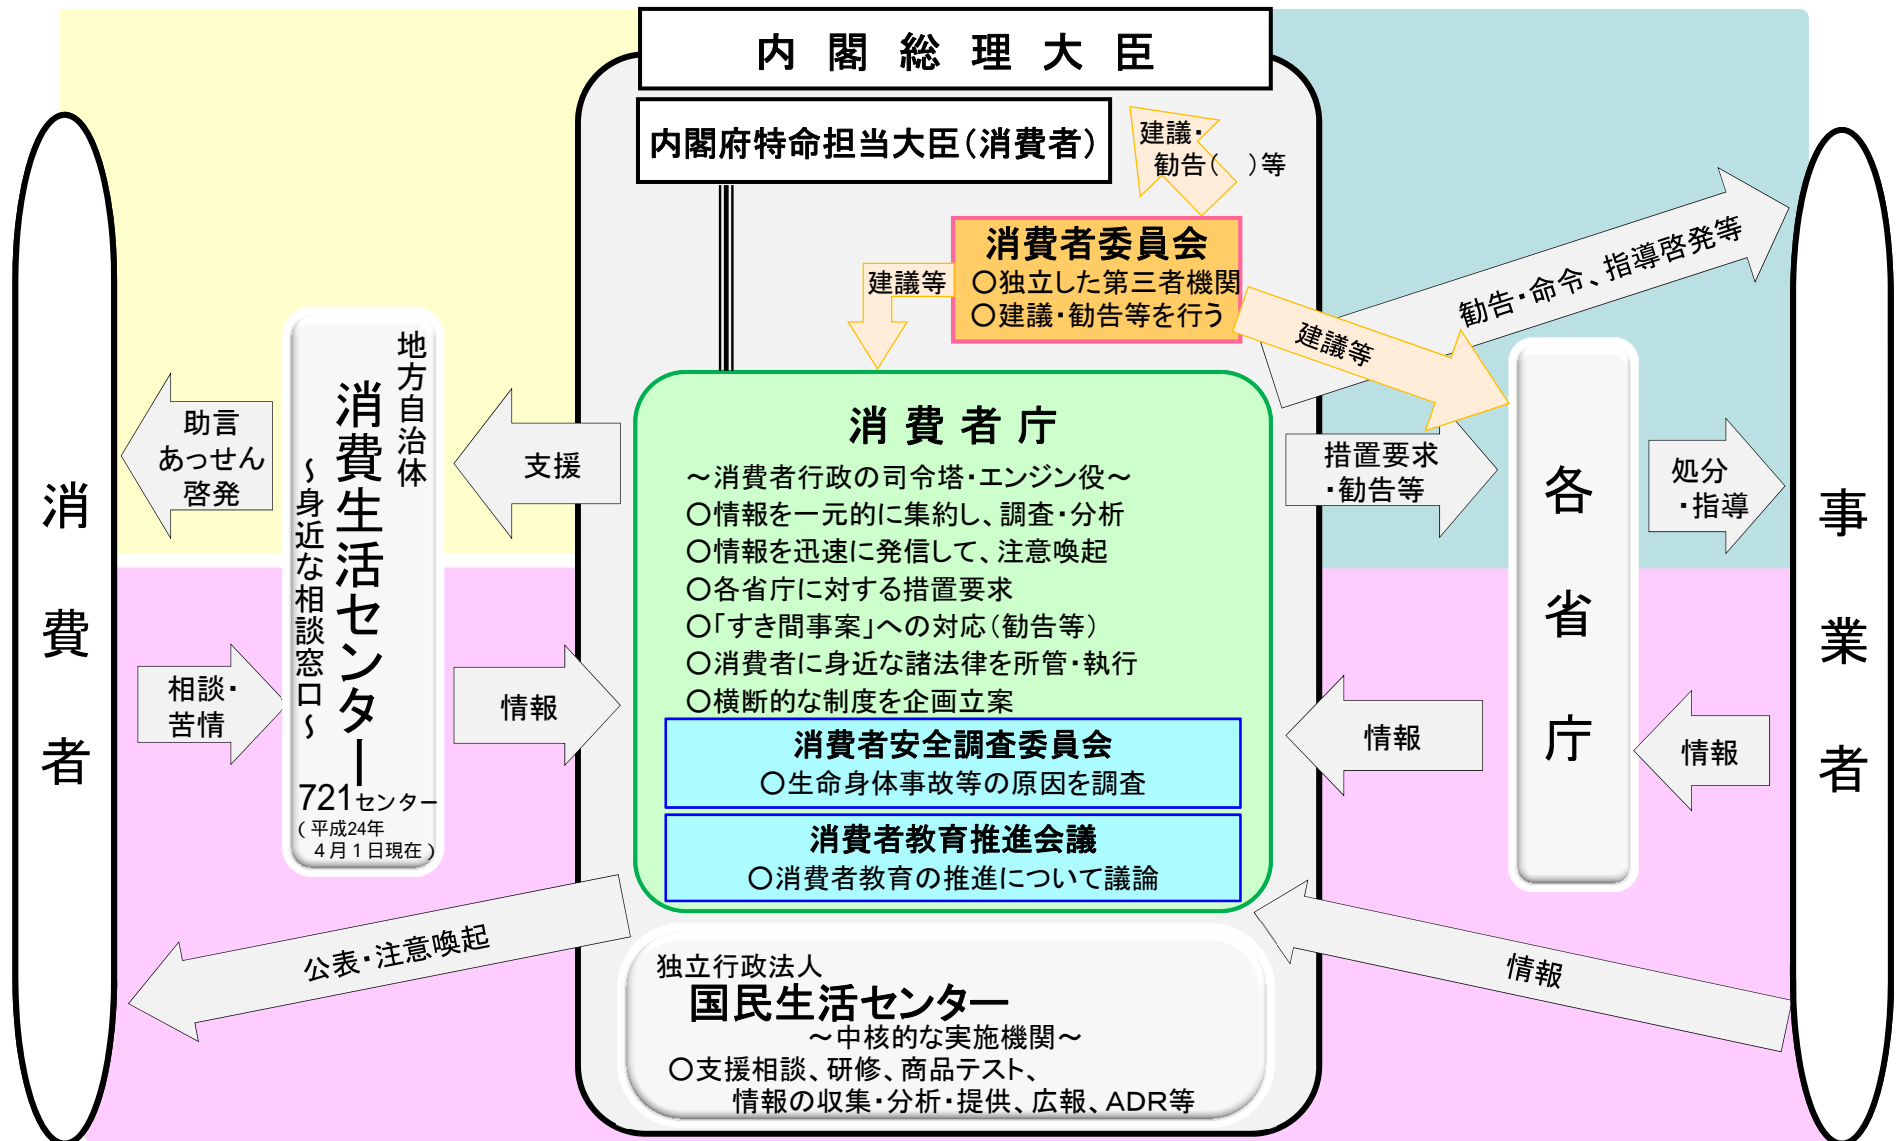 内閣総理大臣
内閣府特命担当大臣(消費者)
建議・
勧告(　)等
消費者委員会
○独立した第三者機関
○建議・勧告等を行う
建議等
建議等
勧告・命令、指導啓発等
消費者
助言
あっせん
啓発
相談・
苦情
地方自治体
消費生活センター
～身近な相談窓口～
721センター
(平成24年
4月1日現在)
支援
情報
消費者庁
～消費者行政の司令塔・エンジン役～
○情報を一元的に集約し、調査・分析
○情報を迅速に発信して、注意喚起
○各省庁に対する措置要求
○「すき間事案」への対応(勧告等)
○消費者に身近な諸法律を所管・執行
○横断的な制度を企画立案
消費者安全調査委員会
○生命身体事故等の原因を調査
消費者教育推進会議
○消費者教育の推進について議論
措置要求
・勧告等
情報
各省庁
処分
・指導
情報
事業者
公表・注意喚起
情報
独立行政法人
国民生活センター
～中核的な実施機関～
○支援相談、研修、商品テスト、
情報の収集・分析・提供、広報、ADR等